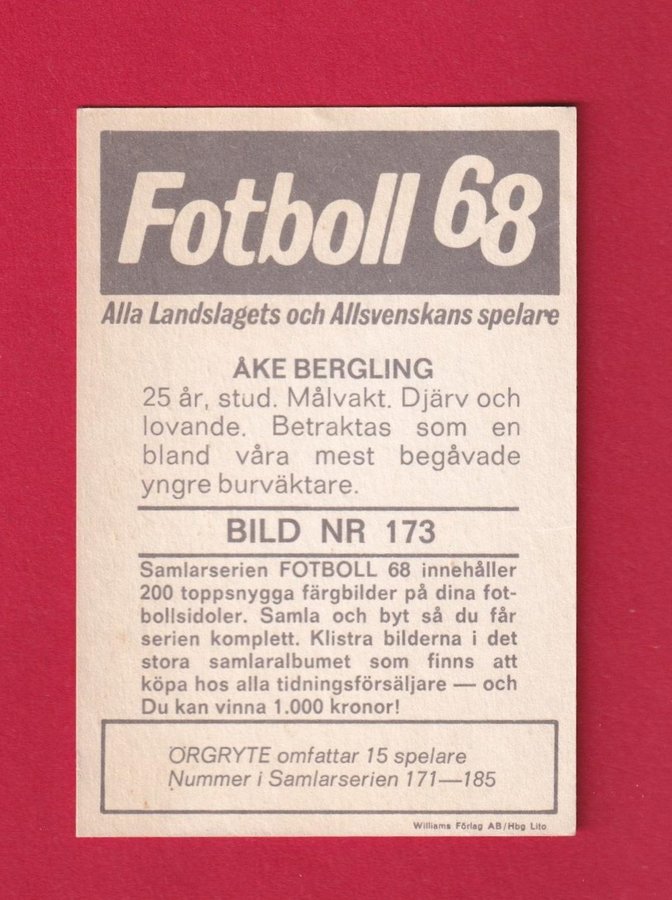 Fotboll 68
Alla Landslagets och Allsvenskans spelare
ÅKE BERGLING
25 år, stud. Målvakt. Djärv och
lovande. Betraktas som en
bland våra mest begåvade
yngre burväktare.
BILD NR 173
Samlarserien FOTBOLL 68 innehåller
200 toppsnygga färgbilder på dina fot-
bollsidoler. Samla och byt så du får
serien komplett. Klistra bilderna i det
stora samlaralbumet som finns att
köpa hos alla tidningsförsäljare — och
Du kan vinna 1.000 kronor!
ÖRGRYTE omfattar 15 spelare
Nummer i Samlarserien 171—185
Williams Förlag AB/Hbg Lito